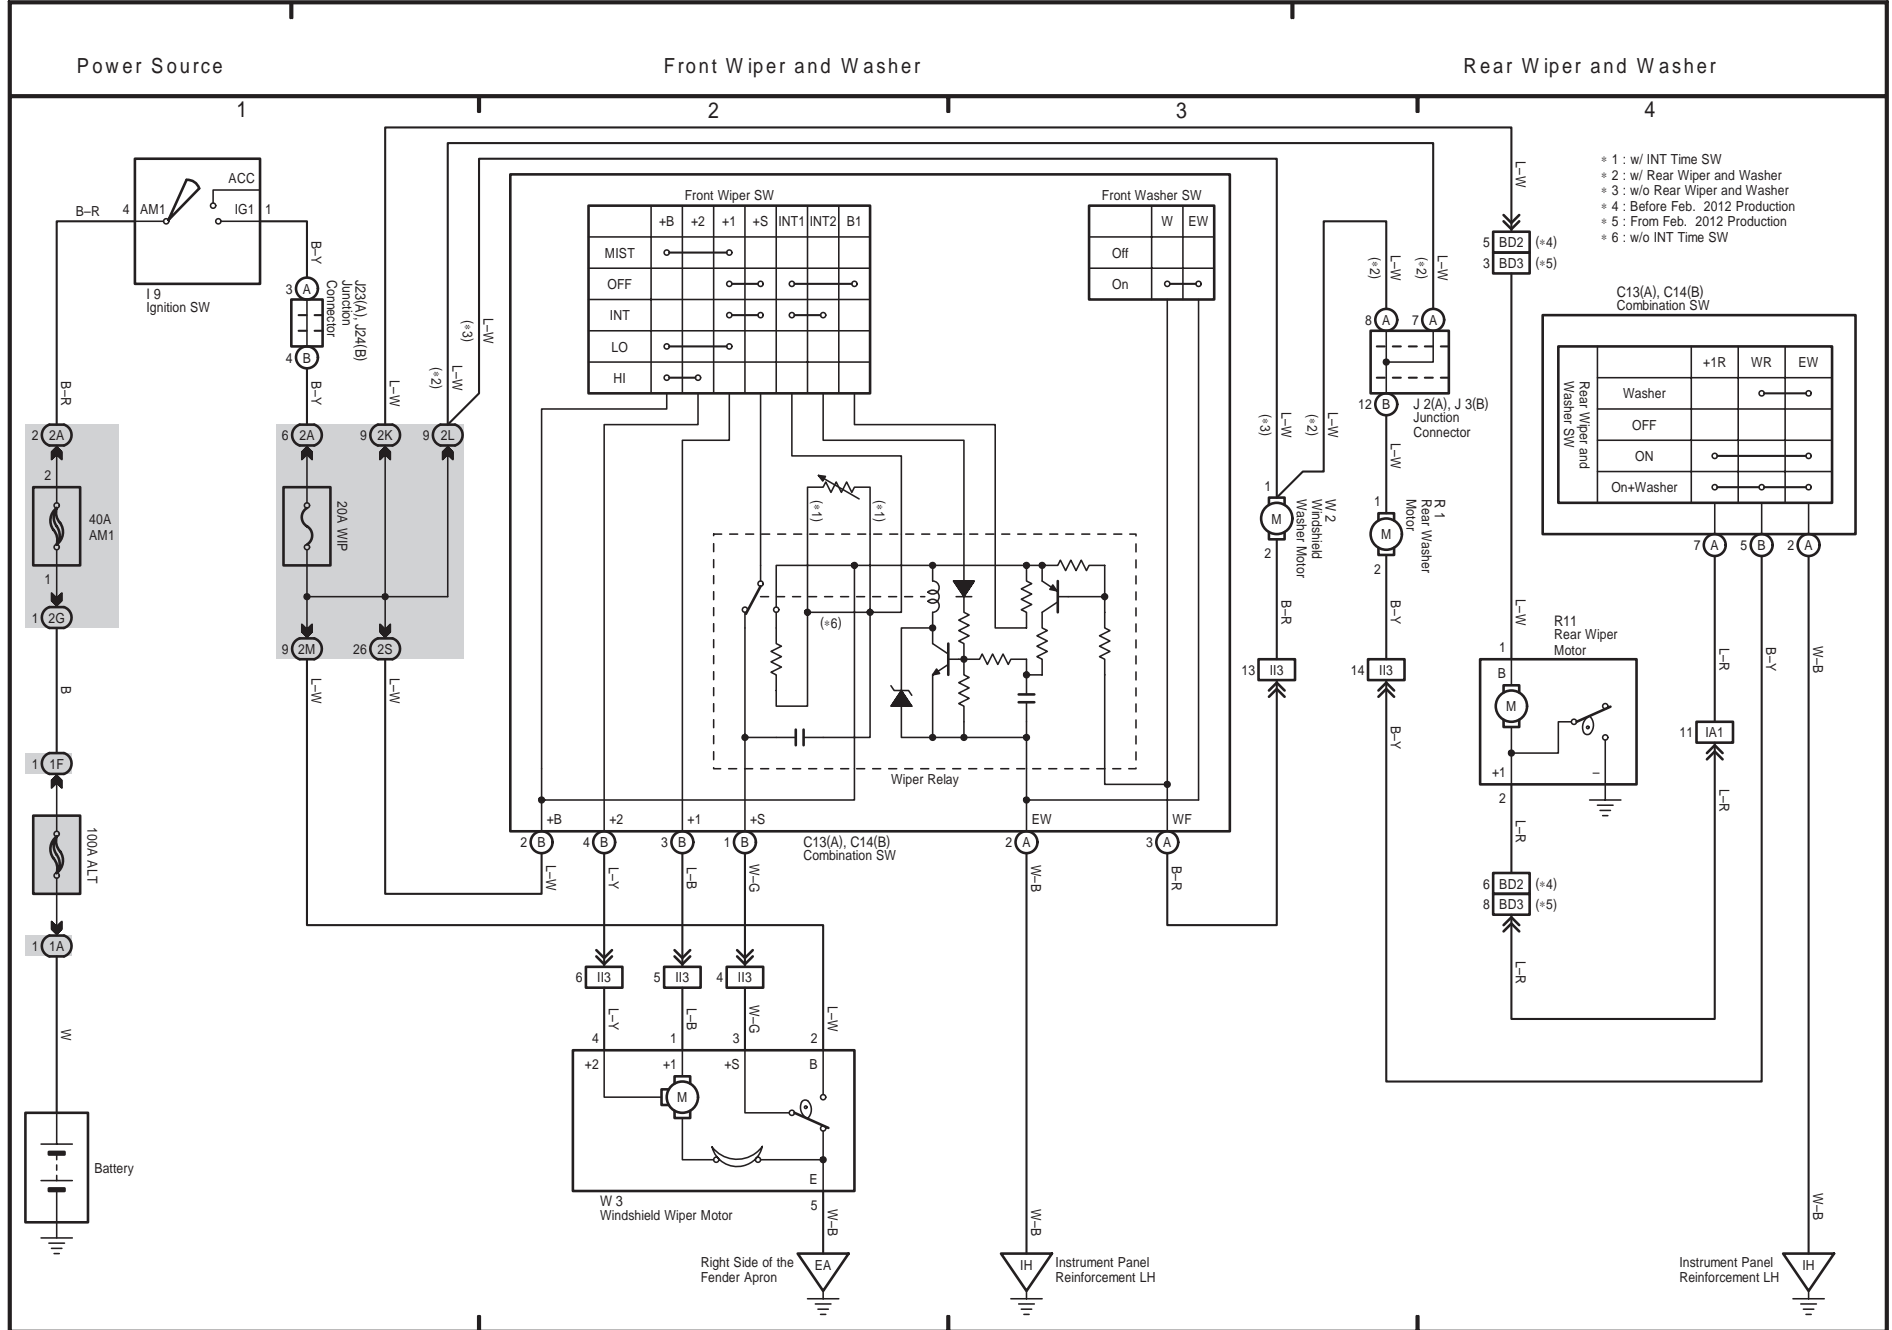 Power Source
Front Wiper and Washer
Rear Wiper and Washer
1
2
3
4
∗ 1 : w/ INT Time SW
∗ 2 : w/ Rear Wiper and Washer
∗ 3 : w/o Rear Wiper and Washer
∗ 4 : Before Feb. 2012 Production
∗ 5 : From Feb. 2012 Production
∗ 6 : w/o INT Time SW
B–R
4
AM1
ACC
IG1
1
I 9
Ignition SW
B–Y
3 A
J23(A), J24(B)
Junction
Connector
4 B
B–Y
B–R
L–W
L–W
(∗2)
L–W
(∗3)
2 2A
6 2A
9 2K
9 2L
2
40A
AM1
1
1 2G
20A WIP
9 2M
26 2S
B
L–W
L–W
1 1F
100A ALT
1 1A
W
Battery
Front Wiper SW
+B +2 +1 +S INT1 INT2 B1
MIST
OFF
INT
LO
HI
Front Washer SW
W EW
Off
On
(∗1)
(∗1)
(∗6)
Wiper Relay
+B
+2
+1
+S
EW
WF
2 B
4 B
3 B
1 B
C13(A), C14(B)
Combination SW
2 A
3 A
L–W
L–Y
L–B
W–G
W–B
B–R
6 II3
5 II3
4 II3
L–Y
L–B
W–G
L–W
4
1
3
2
+2
+1
+S
B
M
E
W 3
Windshield Wiper Motor
5
W–B
Right Side of the
Fender Apron
EA
W–B
IH
Instrument Panel
Reinforcement LH
L–W
(∗3)
L–W
(∗2)
1
M
2
W 2
Windshield
Washer Motor
B–R
13 II3
L–W
(∗2)
L–W
(∗2)
8 A
7 A
12 B
J 2(A), J 3(B)
Junction
Connector
L–W
1
M
2
R 1
Rear Washer
Motor
B–Y
14 II3
B–Y
L–W
5 BD2 (∗4)
3 BD3 (∗5)
C13(A), C14(B)
Combination SW
Rear Wiper and
Washer SW
+1R WR EW
Washer
OFF
ON
On+Washer
7 A
5 B
2 A
L–W
R11
Rear Wiper
Motor
1
B
M
+1
–
2
L–R
B–Y
W–B
11 IA1
L–R
L–R
6 BD2 (∗4)
8 BD3 (∗5)
L–R
W–B
Instrument Panel
Reinforcement LH
IH